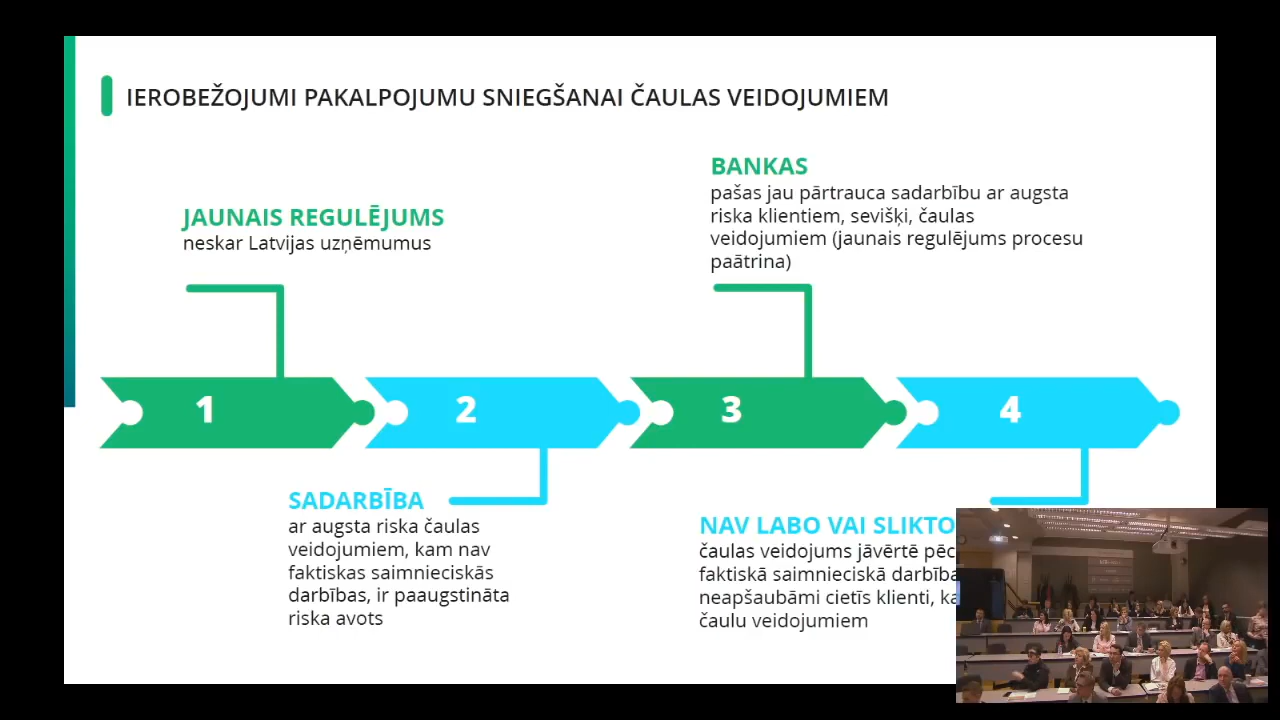 IEROBEŽOJUMI PAKALPOJUMU SNIEGŠANAI ČAULAS VEIDOJUMIEM
JAUNAIS REGULĒJUMS
neskar Latvijas uzņēmumus
BANKAS
pašas jau pārtrauca sadarbību ar augsta
riska klientiem, sevišķi, čaulas
veidojumiem (jaunais regulējums procesu
paātrina)
1
2
3
4
SADARBĪBA
ar augsta riska čaulas
veidojumiem, kam nav
faktiskas saimnieciskās
darbības, ir paaugstināta
riska avots
NAV LABO VAI SLIKTO
čaulas veidojums jāvērtē pēc
faktiskā saimnieciskā darbība
neapšaubāmi cietīs klienti,
čaulu veidojumiem